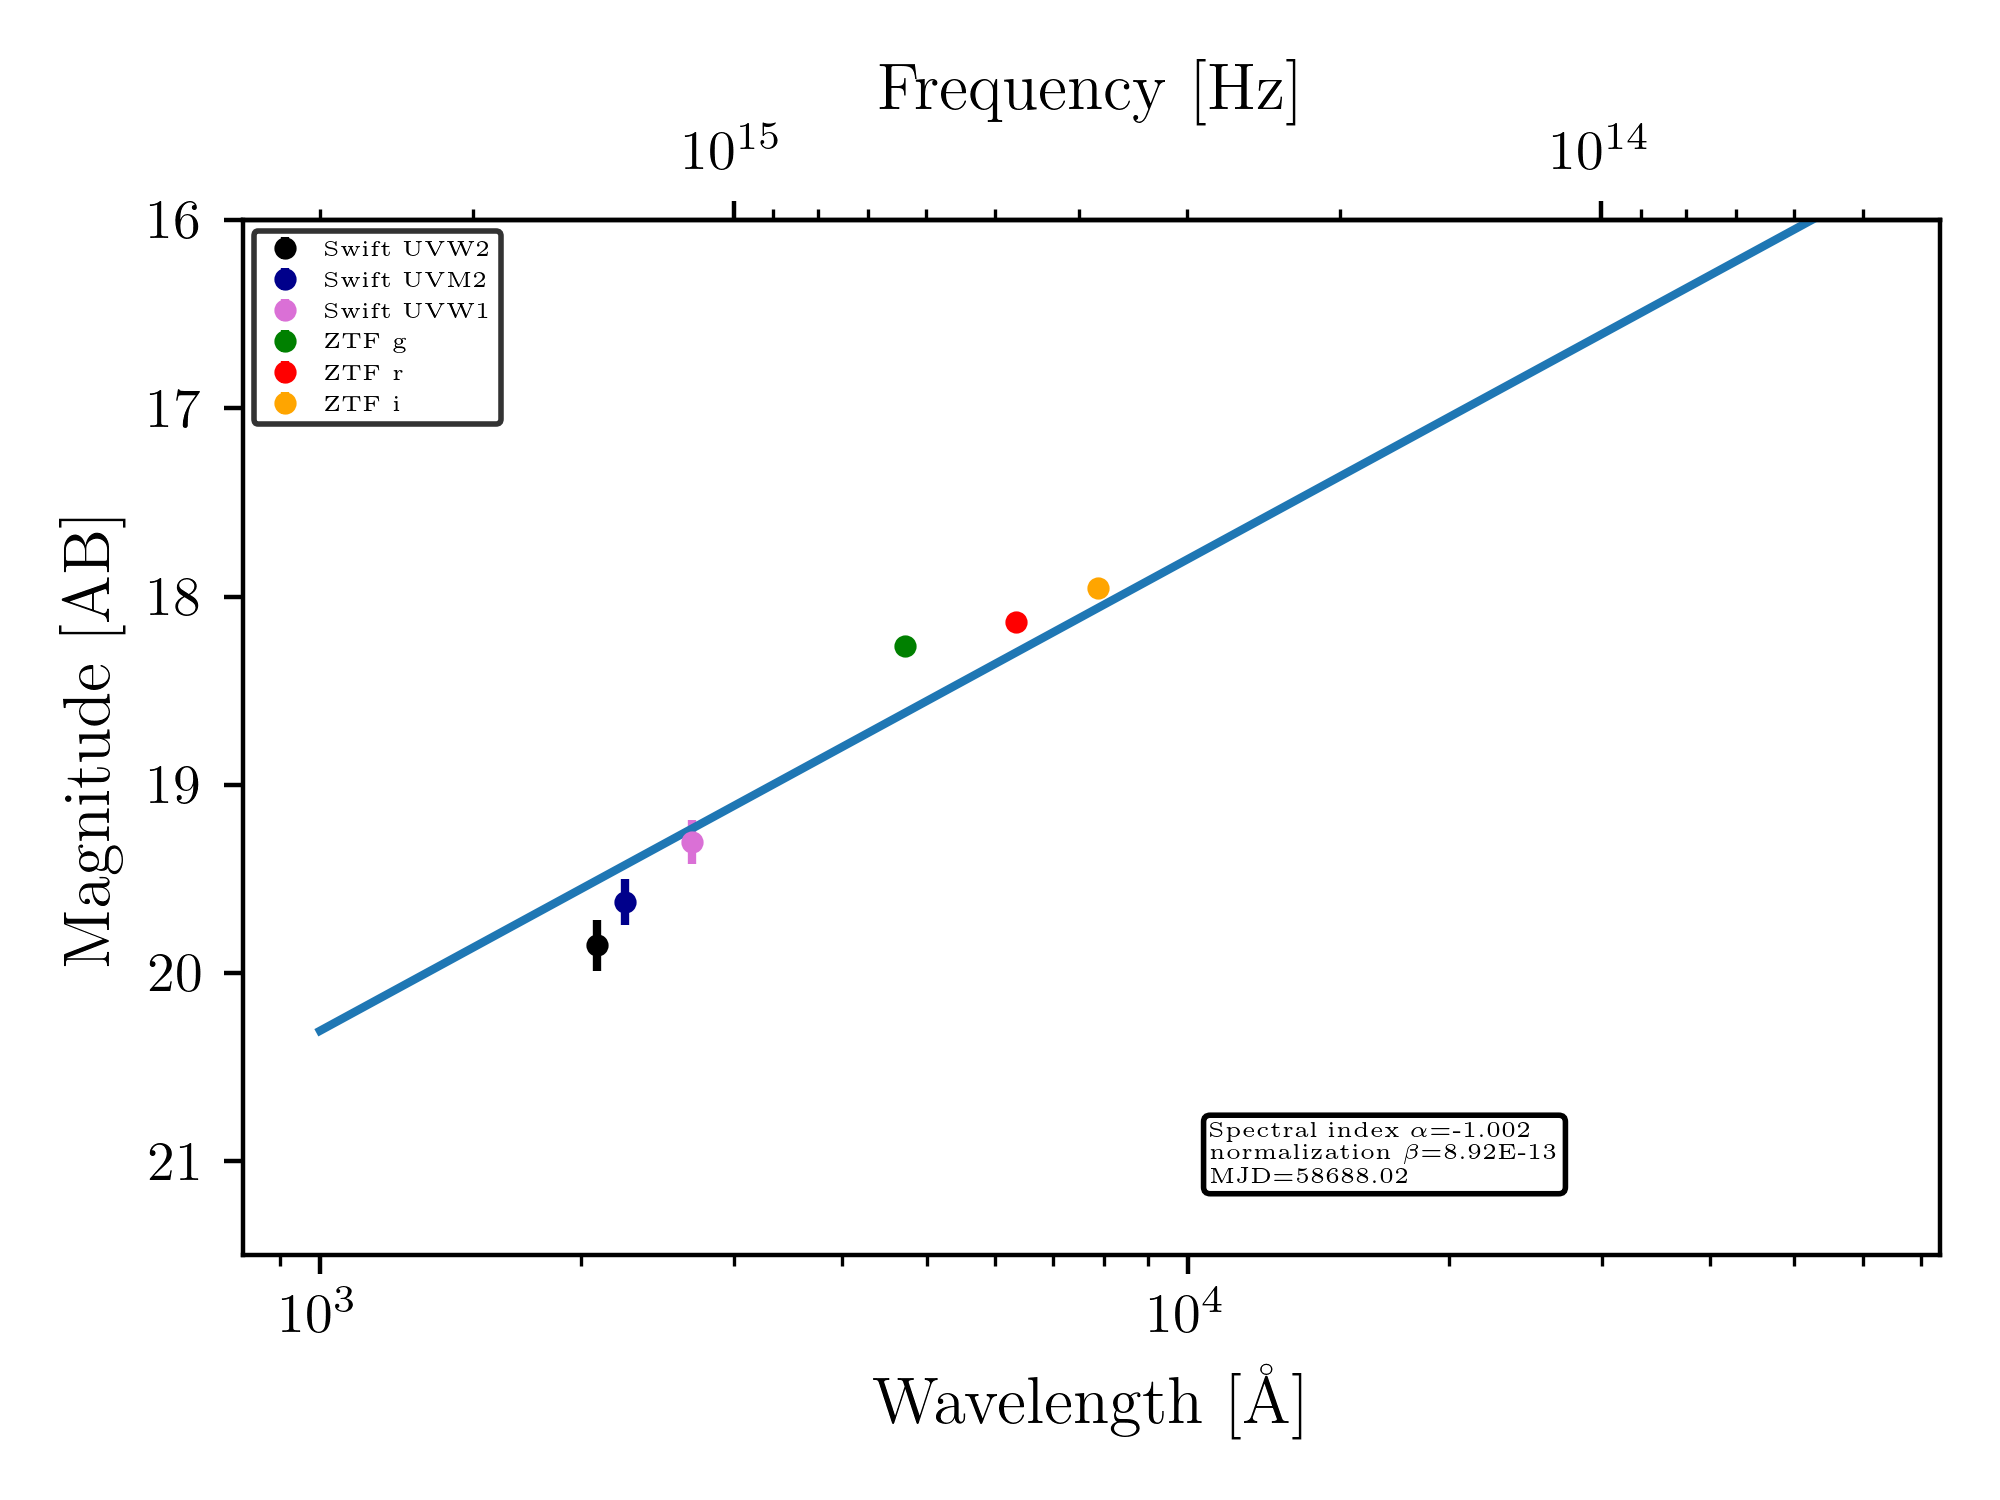 Frequency [Hz]
10^15 10^14
16
17
18
19
20
21
Magnitude [AB]
Swift UVW2
Swift UVM2
Swift UVW1
ZTF g
ZTF r
ZTF i
Spectral index α=-1.002
normalization β=8.92E-13
MJD=58688.02
10^3 10^4
Wavelength [Å]